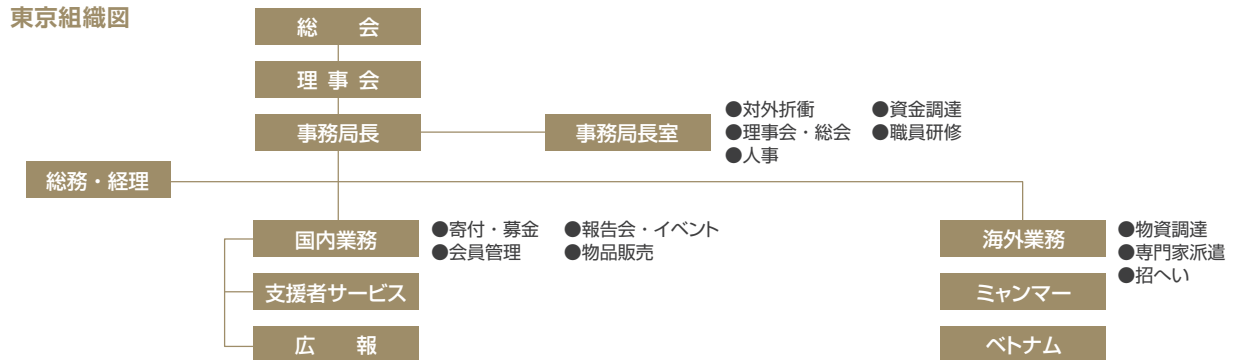 東京組織図
総　会
理 事 会
事務局長
事務局長室
●対外折衝　●資金調達
●理事会・総会　●職員研修
●人事
総務・経理
国内業務
●寄付・募金　●報告会・イベント
●会員管理　●物品販売
海外業務
●物資調達
●専門家派遣
●招へい
支援者サービス
ミャンマー
広　報
ベトナム